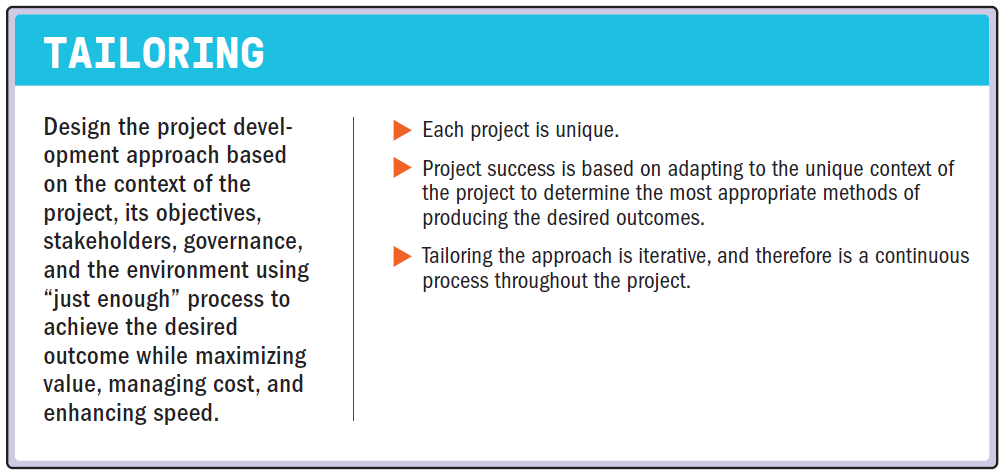 TAILORING
Design the project devel-
opment approach based
on the context of the
project, its objectives,
stakeholders, governance,
and the environment using
“just enough” process to
achieve the desired
outcome while maximizing
value, managing cost, and
enhancing speed.
Each project is unique.
Project success is based on adapting to the unique context of
the project to determine the most appropriate methods of
producing the desired outcomes.
Tailoring the approach is iterative, and therefore is a continuous
process throughout the project.